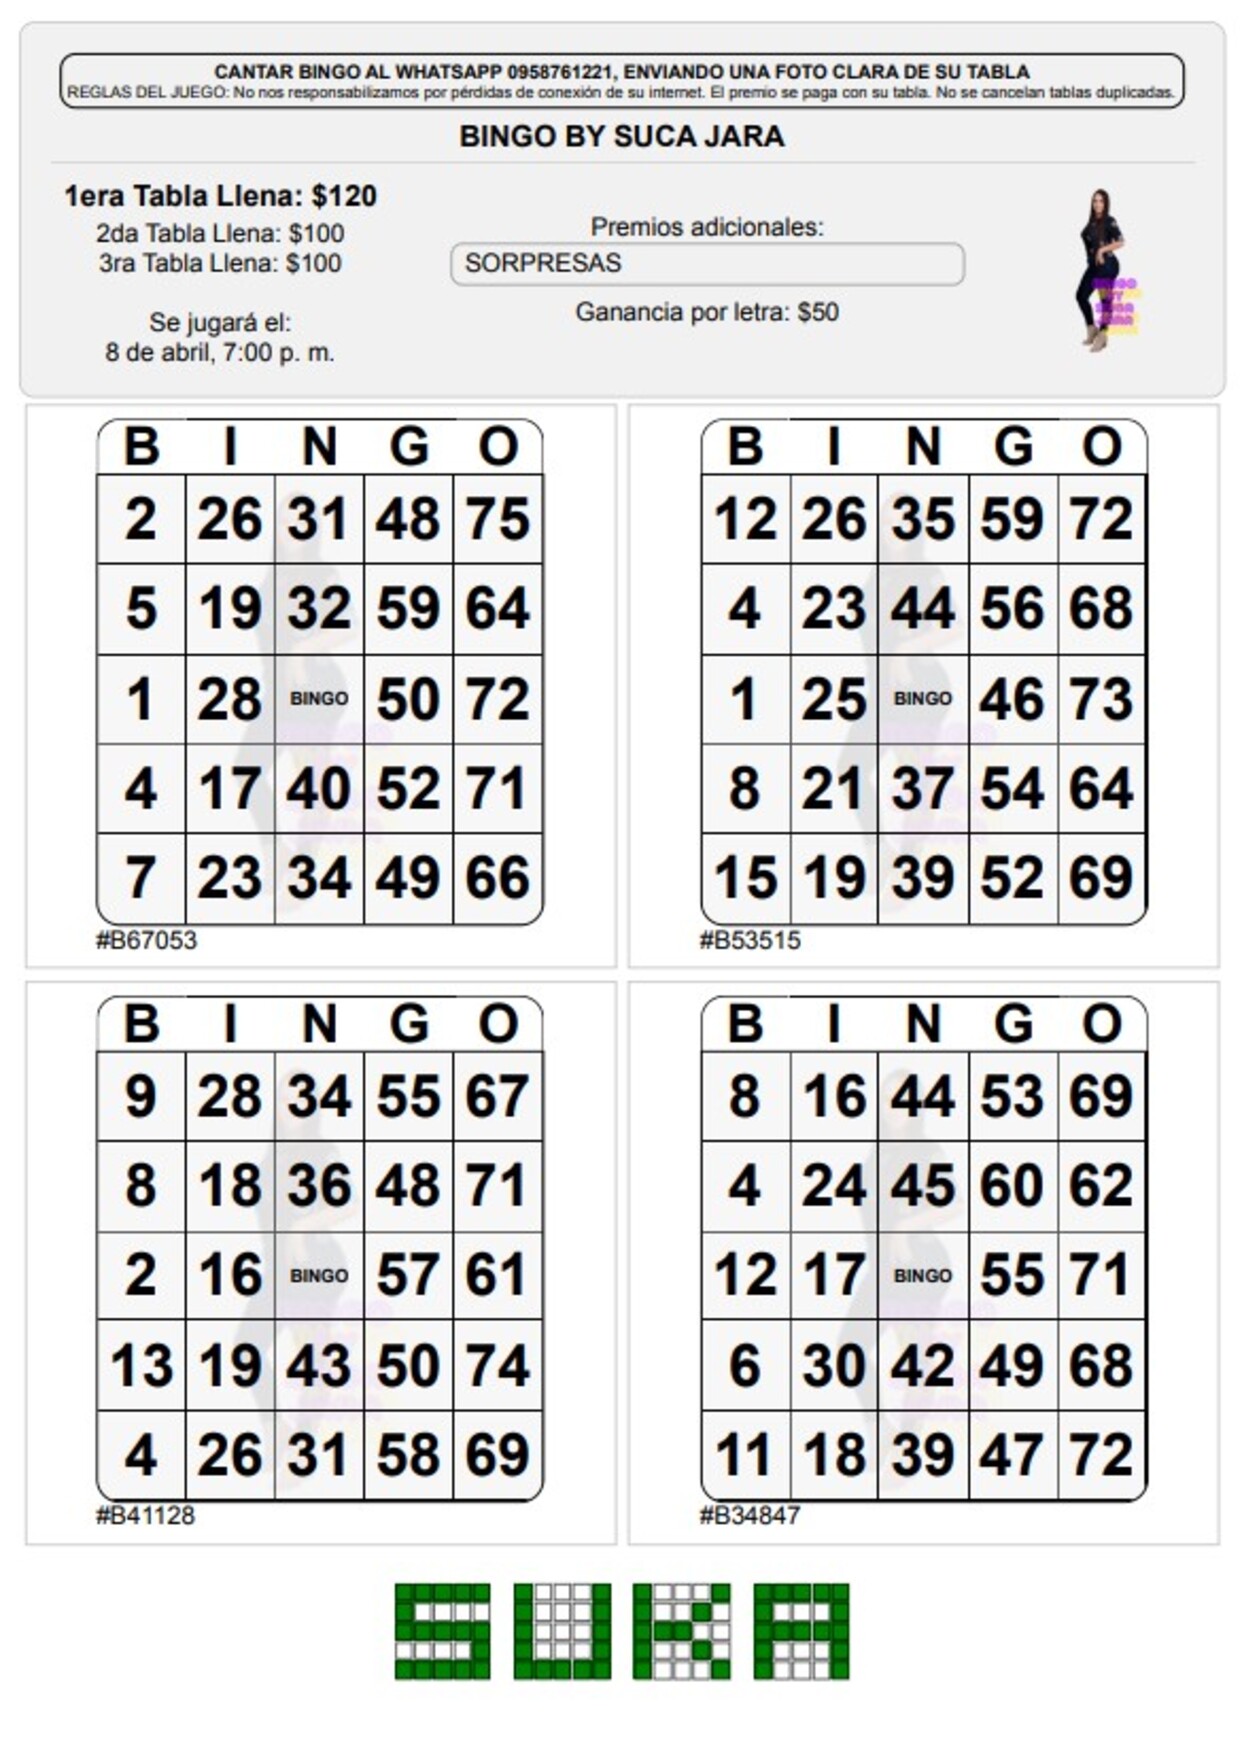 CANTAR BINGO AL WHATSAPP 0958761221, ENVIANDO UNA FOTO CLARA DE SU TABLA
REGLAS DEL JUEGO: No nos responsabilizamos por pérdidas de conexión de su internet. El premio se paga con su tabla. No se cancelan tablas duplicadas.
BINGO BY SUCA JARA
1era Tabla Llena: $120
2da Tabla Llena: $100
3ra Tabla Llena: $100
Se jugará el:
8 de abril, 7:00 p. m.
Premios adicionales:
SORPRESAS
Ganancia por letra: $50
B I N G O
2 26 31 48 75
5 19 32 59 64
1 28 BINGO 50 72
4 17 40 52 71
7 23 34 49 66
#B67053
B I N G O
12 26 35 59 72
4 23 44 56 68
1 25 BINGO 46 73
8 21 37 54 64
15 19 39 52 69
#B53515
B I N G O
9 28 34 55 67
8 18 36 48 71
2 16 BINGO 57 61
13 19 43 50 74
4 26 31 58 69
#B41128
B I N G O
8 16 44 53 69
4 24 45 60 62
12 17 BINGO 55 71
6 30 42 49 68
11 18 39 47 72
#B34847
SUKA